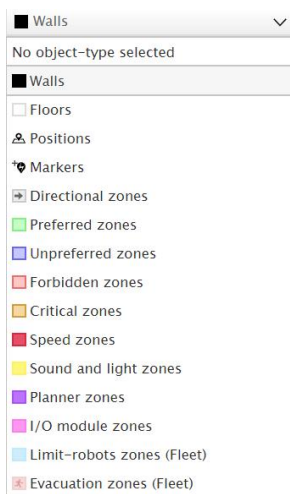 Walls
No object-type selected
Walls
Floors
Positions
Markers
Directional zones
Preferred zones
Unpreferred zones
Forbidden zones
Critical zones
Speed zones
Sound and light zones
Planner zones
I/O module zones
Limit-robots zones (Fleet)
Evacuation zones (Fleet)